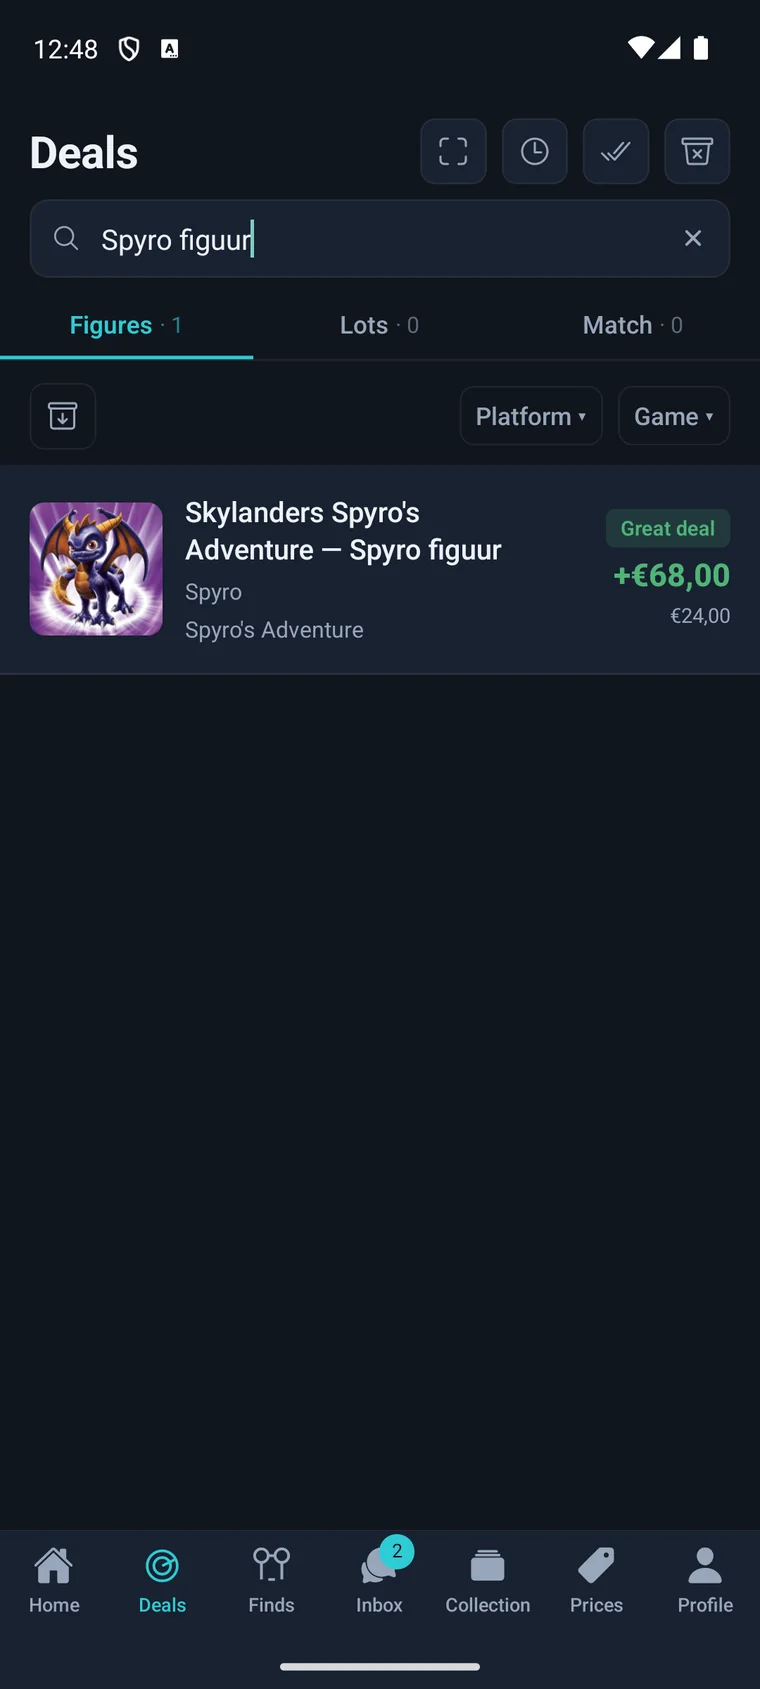 12:48
Deals
Spyro figuur
Figures · 1
Lots · 0
Match · 0
Platform ▾
Game ▾
Skylanders Spyro's
Adventure — Spyro figuur
Spyro
Spyro's Adventure
Great deal
+€68,00
€24,00
2
Home
Deals
Finds
Inbox
Collection
Prices
Profile